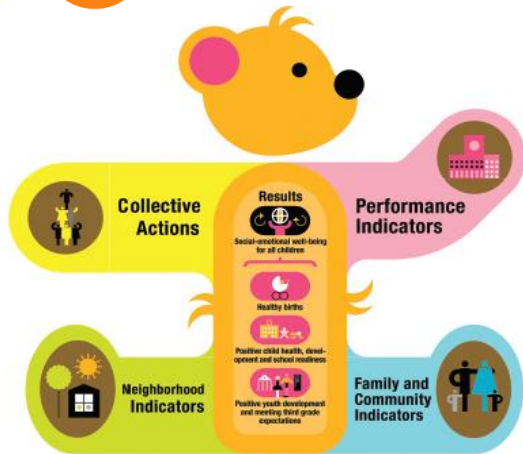 Collective
Actions
Results
Social-emotional well-being
for all children
Healthy births
Positive child health, devel-
opment and school readiness
Positive youth development
and meeting third grade
expectations
Performance
Indicators
Neighborhood
Indicators
Family and
Community
Indicators